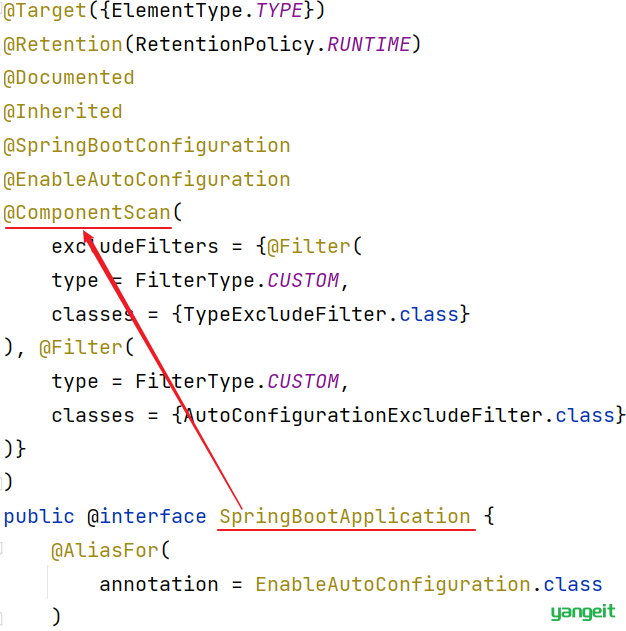 @Target({ElementType.TYPE})
@Retention(RetentionPolicy.RUNTIME)
@Documented
@Inherited
@SpringBootConfiguration
@EnableAutoConfiguration
@ComponentScan(
    excludeFilters = {@Filter(
    type = FilterType.CUSTOM,
    classes = {TypeExcludeFilter.class}
), @Filter(
    type = FilterType.CUSTOM,
    classes = {AutoConfigurationExcludeFilter.class}
)}
)
public @interface SpringBootApplication {
    @AliasFor(
        annotation = EnableAutoConfiguration.class
    )
yangeit